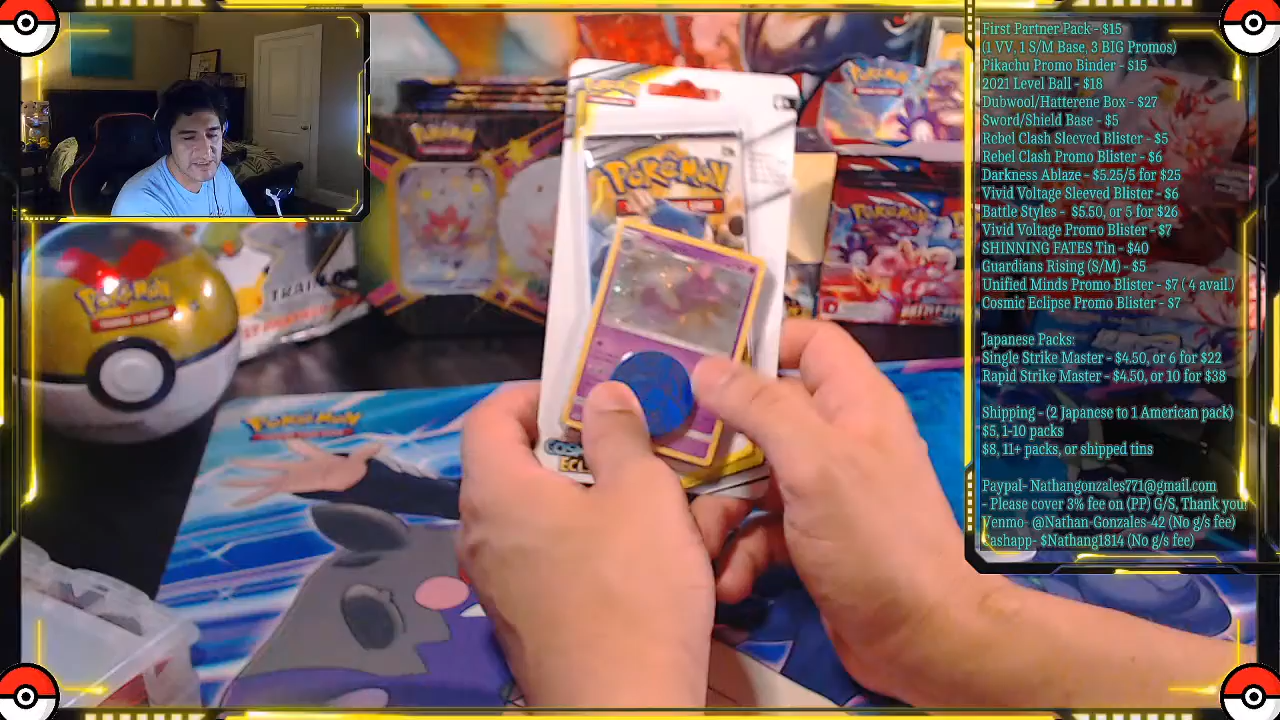 First Partner Pack - $15
(1 VV, 1 S/M Base, 3 BIG Promos)
Pikachu Promo Binder - $15
2021 Level Ball - $18
Dubwool/Hatterene Box - $27
Sword/Shield Base - $5
Rebel Clash Sleeved Blister - $5
Rebel Clash Promo Blister - $6
Darkness Ablaze - $5.25/5 for $25
Vivid Voltage Sleeved Blister - $6
Battle Styles - $5.50, or 5 for $26
Vivid Voltage Promo Blister - $7
SHINNING FATES Tin - $40
Guardians Rising (S/M) - $5
Unified Minds Promo Blister - $7 ( 4 avail.)
Cosmic Eclipse Promo Blister - $7
Japanese Packs:
Single Strike Master - $4.50, or 6 for $22
Rapid Strike Master - $4.50, or 10 for $38
Shipping - (2 Japanese to 1 American pack)
$5, 1-10 packs
$8, 11+ packs, or shipped tins
Paypal- Nathangonzales771@gmail.com
- Please cover 3% fee on (PP) G/S, Thank you!
Venmo- @Nathan-Gonzales-42 (No g/s fee)
Cashapp- $Nathang1814 (No g/s fee)
POKÉMON
POKÉMON
POKÉMON
POKÉMON
POKÉMON
POKÉMON
TRAI
ECL